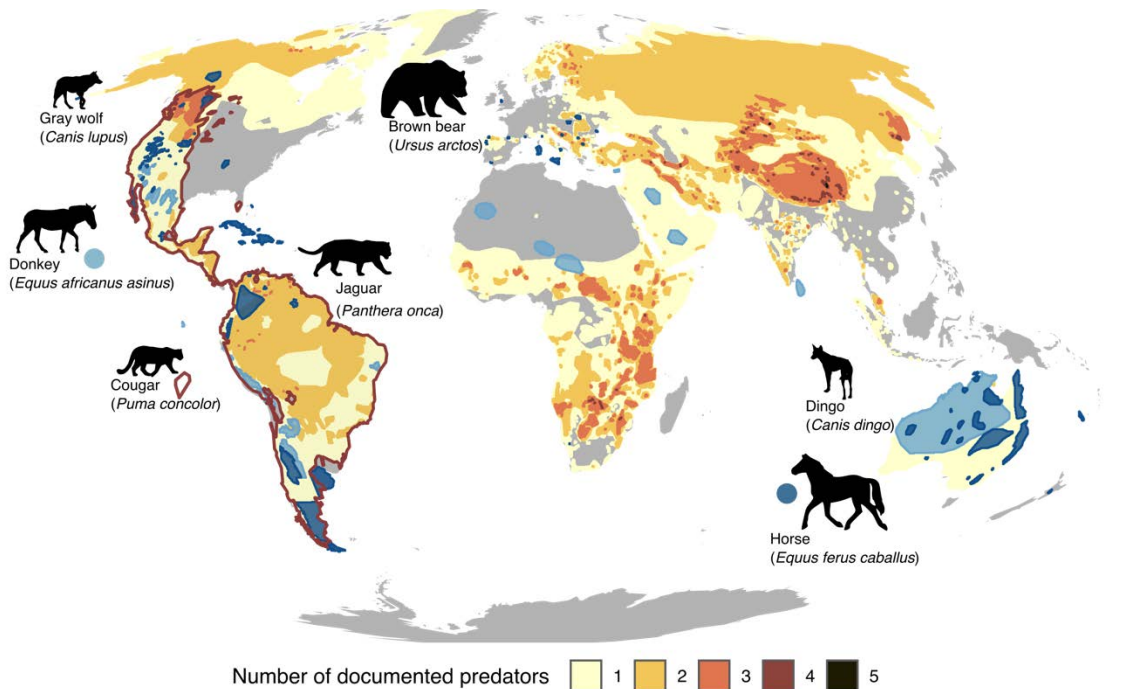 Gray wolf
(Canis lupus)
Brown bear
(Ursus arctos)
Donkey
(Equus africanus asinus)
Jaguar
(Panthera onca)
Cougar
(Puma concolor)
Dingo
(Canis dingo)
Horse
(Equus ferus caballus)
Number of documented predators 1 2 3 4 5